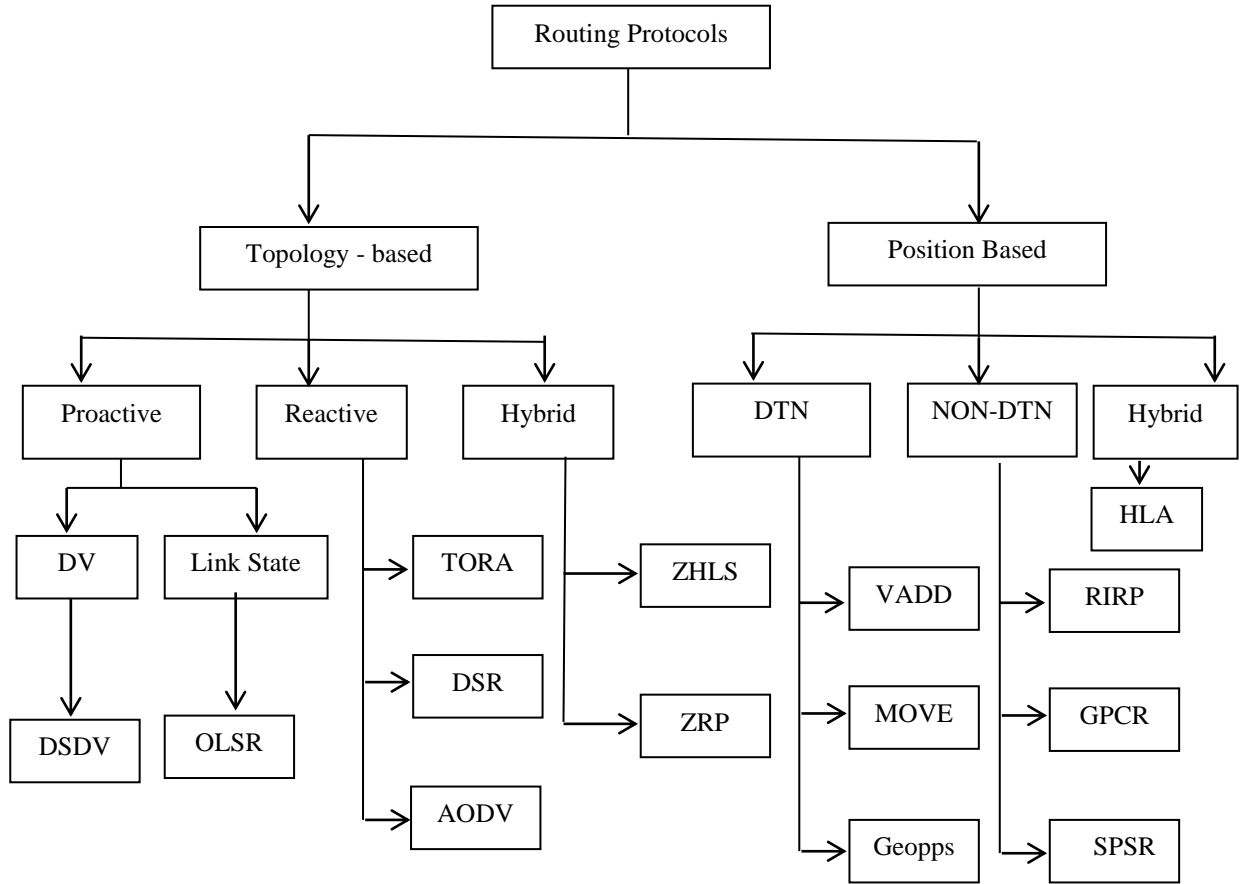 Routing Protocols
Topology - based
Position Based
Proactive
Reactive
Hybrid
DTN
NON-DTN
Hybrid
HLA
DV
Link State
TORA
ZHLS
VADD
RIRP
DSR
MOVE
GPCR
DSDV
OLSR
ZRP
AODV
Geopps
SPSR